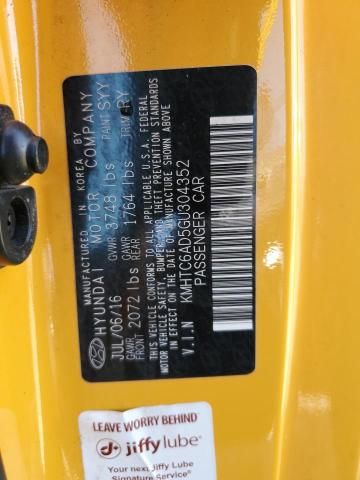 MANUFACTURED IN KOREA BY
HYUNDAI MOTOR COMPANY
JUL/06/16 GVWR 3748 lbs PAINT SYY
GAWR FRONT 2072 lbs GAWR REAR 1764 lbs TRIM RY
THIS VEHICLE CONFORMS TO ALL APPLICABLE U.S.A. FEDERAL
MOTOR VEHICLE SAFETY, BUMPER, AND THEFT PREVENTION STANDARDS
IN EFFECT ON THE DATE OF MANUFACTURE SHOWN ABOVE
KMHTC6AD9GU304352
V.I.N PASSENGER CAR
LEAVE WORRY BEHIND
jiffy lube
Your next Jiffy Lube
Signature Service